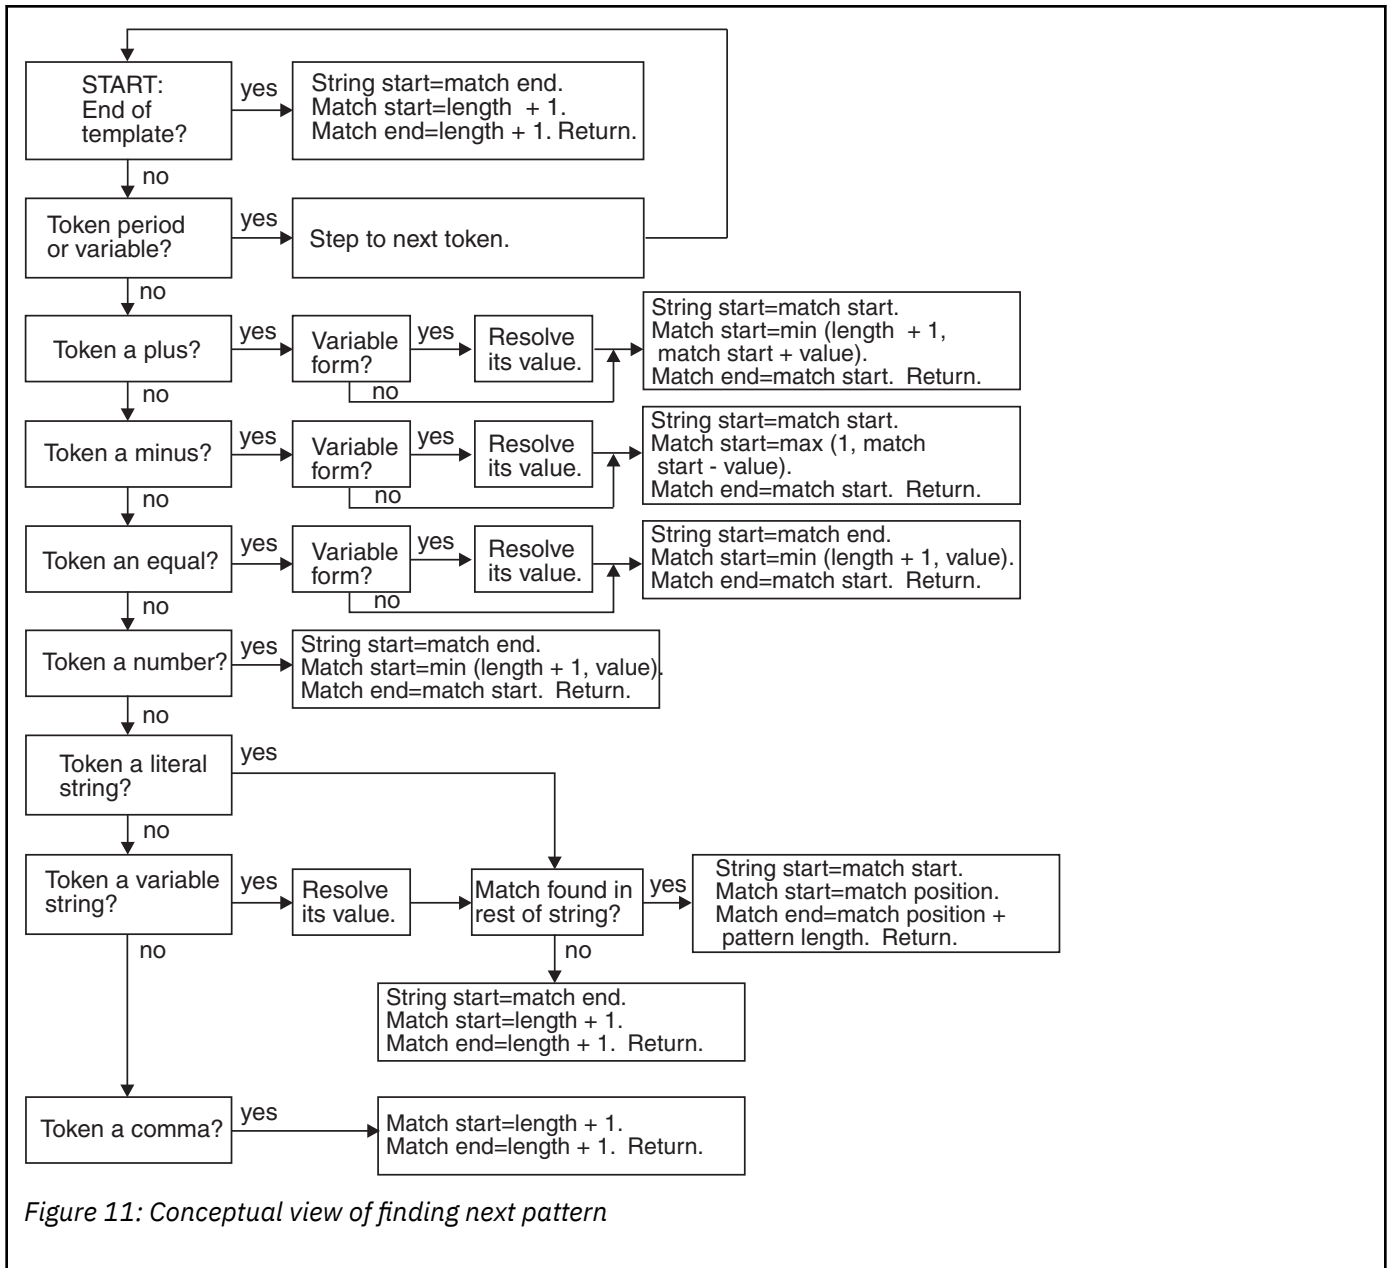 START:
End of
template?
yes
String start=match end.
Match start=length + 1.
Match end=length + 1. Return.
no
Token period
or variable?
yes
Step to next token.
no
Token a plus?
yes
Variable
form?
yes
Resolve
its value.
no
String start=match start.
Match start=min (length + 1,
match start + value).
Match end=match start. Return.
no
Token a minus?
yes
Variable
form?
yes
Resolve
its value.
no
String start=match start.
Match start=max (1, match
start - value).
Match end=match start. Return.
no
Token an equal?
yes
Variable
form?
yes
Resolve
its value.
no
String start=match end.
Match start=min (length + 1, value).
Match end=match start. Return.
no
Token a number?
yes
String start=match end.
Match start=min (length + 1, value).
Match end=match start. Return.
no
Token a literal
string?
yes
no
Token a variable
string?
yes
Resolve
its value.
Match found in
rest of string?
yes
String start=match start.
Match start=match position.
Match end=match position +
pattern length. Return.
no
String start=match end.
Match start=length + 1.
Match end=length + 1. Return.
no
Token a comma?
yes
Match start=length + 1.
Match end=length + 1. Return.
Figure 11: Conceptual view of finding next pattern